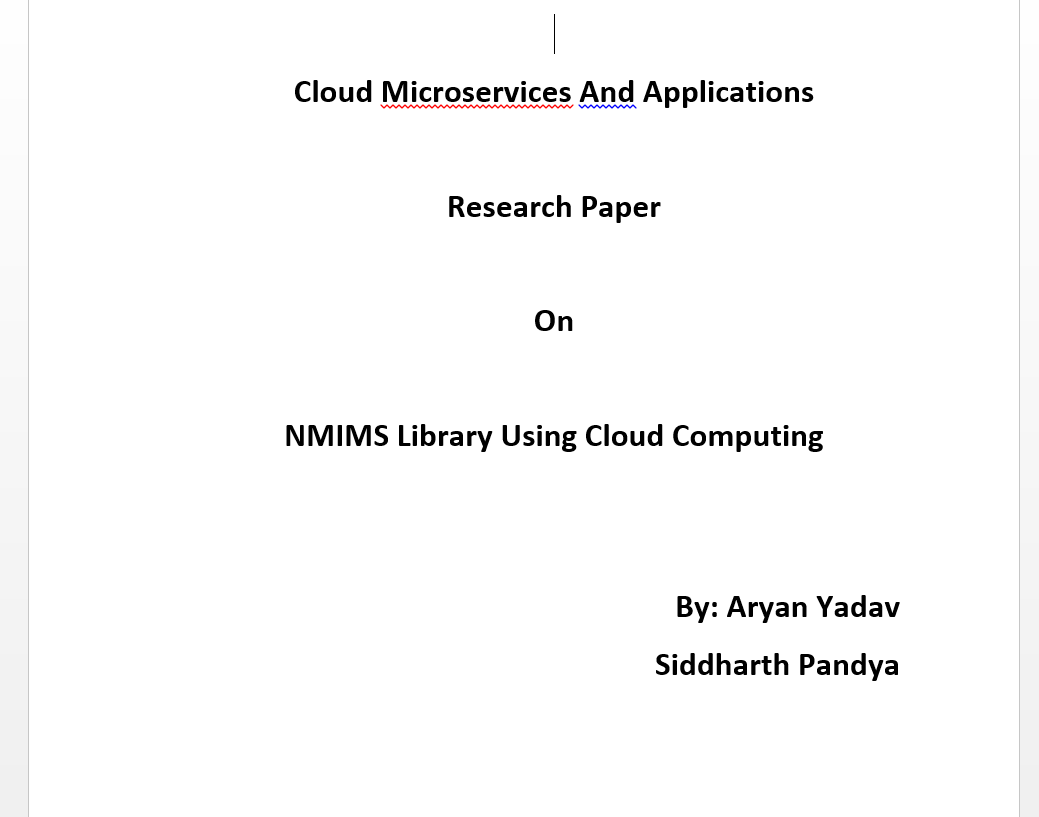 Cloud Microservices And Applications
Research Paper
On
NMIMS Library Using Cloud Computing
By: Aryan Yadav
Siddharth Pandya